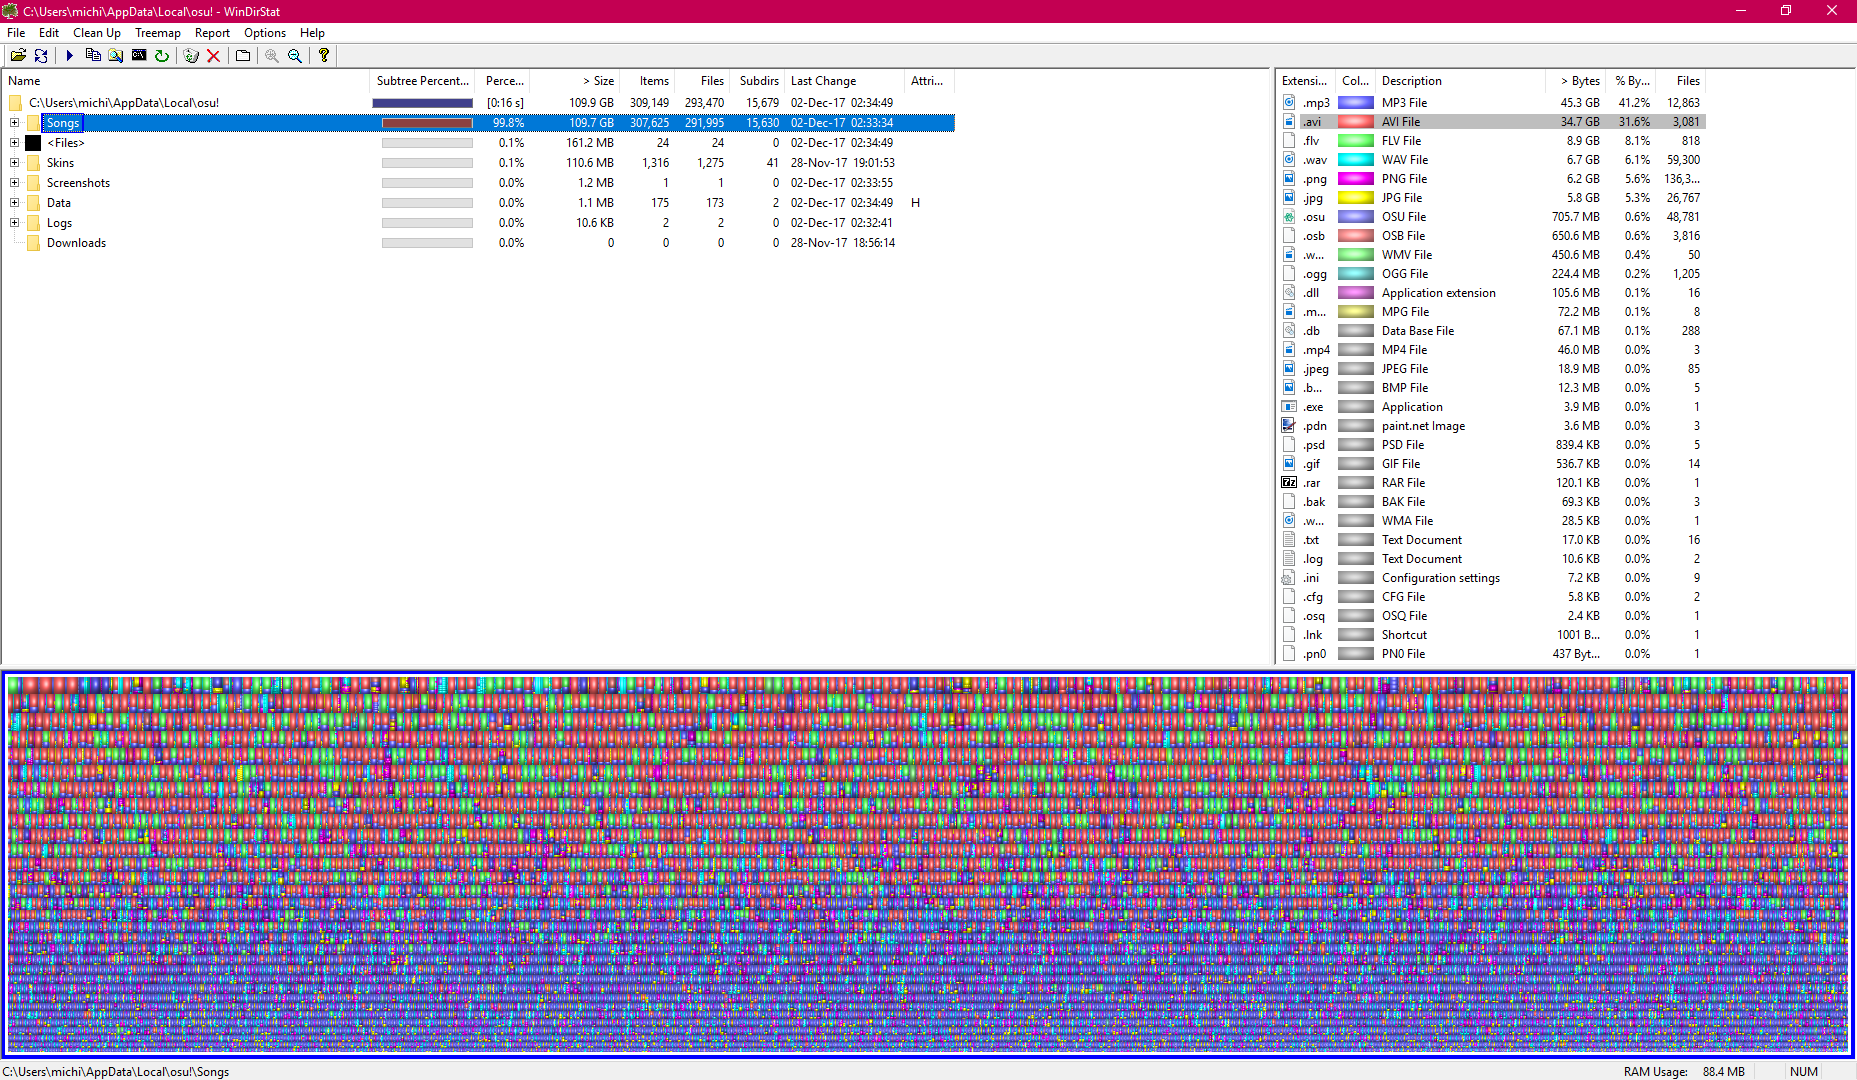 C:\Users\michi\AppData\Local\osu! - WinDirStat
File Edit Clean Up Treemap Report Options Help
Name Subtree Percent... Perce... > Size Items Files Subdirs Last Change Attri...
C:\Users\michi\AppData\Local\osu! [0:16 s] 109.9 GB 309,149 293,470 15,679 02-Dec-17 02:34:49
Songs 99.8% 109.7 GB 307,625 291,995 15,630 02-Dec-17 02:33:34
<Files> 0.1% 161.2 MB 24 24 0 02-Dec-17 02:34:49
Skins 0.1% 110.6 MB 1,316 1,275 41 28-Nov-17 19:01:53
Screenshots 0.0% 1.2 MB 1 1 0 02-Dec-17 02:33:55
Data 0.0% 1.1 MB 175 173 2 02-Dec-17 02:34:49 H
Logs 0.0% 10.6 KB 2 2 0 02-Dec-17 02:32:41
Downloads 0.0% 0 0 0 0 28-Nov-17 18:56:14
Extensi... Col... Description > Bytes % By... Files
.mp3 MP3 File 45.3 GB 41.2% 12,863
.avi AVI File 34.7 GB 31.6% 3,081
.flv FLV File 8.9 GB 8.1% 818
.wav WAV File 6.7 GB 6.1% 59,300
.png PNG File 6.2 GB 5.6% 136,3...
.jpg JPG File 5.8 GB 5.3% 26,767
.osu OSU File 705.7 MB 0.6% 48,781
.osb OSB File 650.6 MB 0.6% 3,816
.w... WMV File 450.6 MB 0.4% 50
.ogg OGG File 224.4 MB 0.2% 1,205
.dll Application extension 105.6 MB 0.1% 16
.m... MPG File 72.2 MB 0.1% 8
.db Data Base File 67.1 MB 0.1% 288
.mp4 MP4 File 46.0 MB 0.0% 3
.jpeg JPEG File 18.9 MB 0.0% 85
.b... BMP File 12.3 MB 0.0% 5
.exe Application 3.9 MB 0.0% 1
.pdn paint.net Image 3.6 MB 0.0% 3
.psd PSD File 839.4 KB 0.0% 5
.gif GIF File 536.7 KB 0.0% 14
.rar RAR File 120.1 KB 0.0% 1
.bak BAK File 69.3 KB 0.0% 3
.w... WMA File 28.5 KB 0.0% 1
.txt Text Document 17.0 KB 0.0% 16
.log Text Document 10.6 KB 0.0% 2
.ini Configuration settings 7.2 KB 0.0% 9
.cfg CFG File 5.8 KB 0.0% 2
.osq OSQ File 2.4 KB 0.0% 1
.lnk Shortcut 1001 B... 0.0% 1
.pn0 PN0 File 437 Byt... 0.0% 1
C:\Users\michi\AppData\Local\osu!\Songs RAM Usage: 88.4 MB NUM